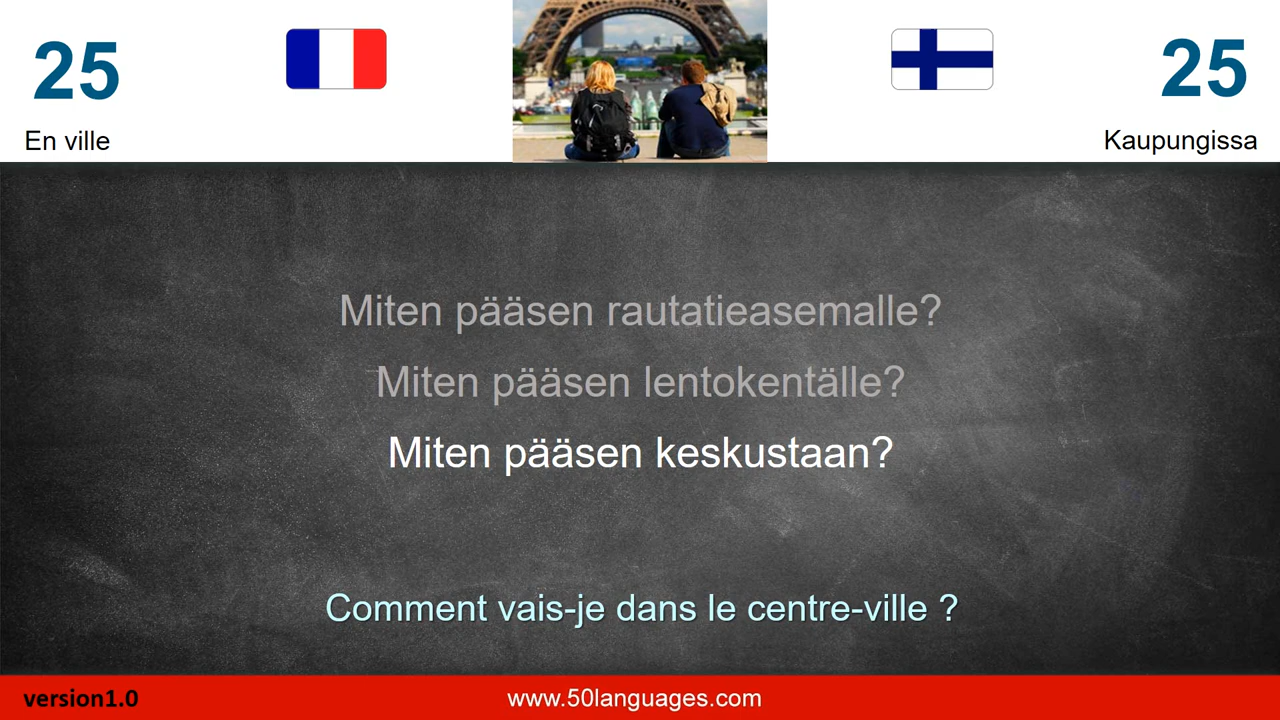 25
En ville
25
Kaupungissa
Miten pääsen rautatieasemalle?
Miten pääsen lentokentälle?
Miten pääsen keskustaan?
Comment vais-je dans le centre-ville ?
version1.0
www.50languages.com